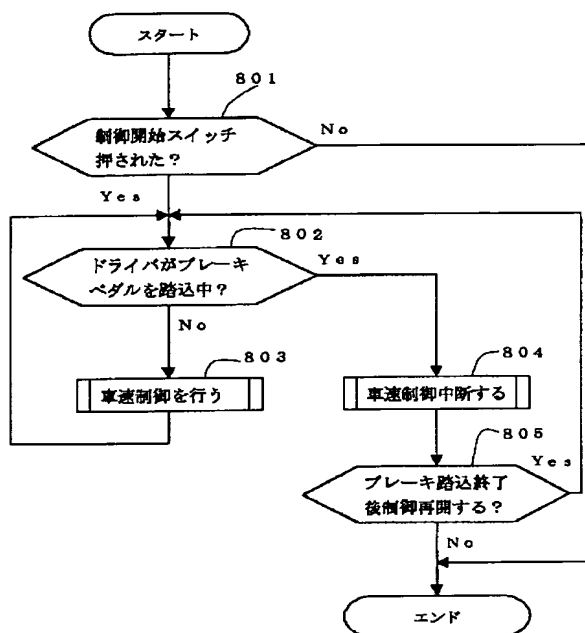 スタート
801
制御開始スイッチ
押された?
No
Yes
802
ドライバがブレーキ
ペダルを踏込中?
Yes
No
803
車速制御を行う
804
車速制御中断する
805
ブレーキ踏込終了
後制御再開する?
Yes
No
エンド